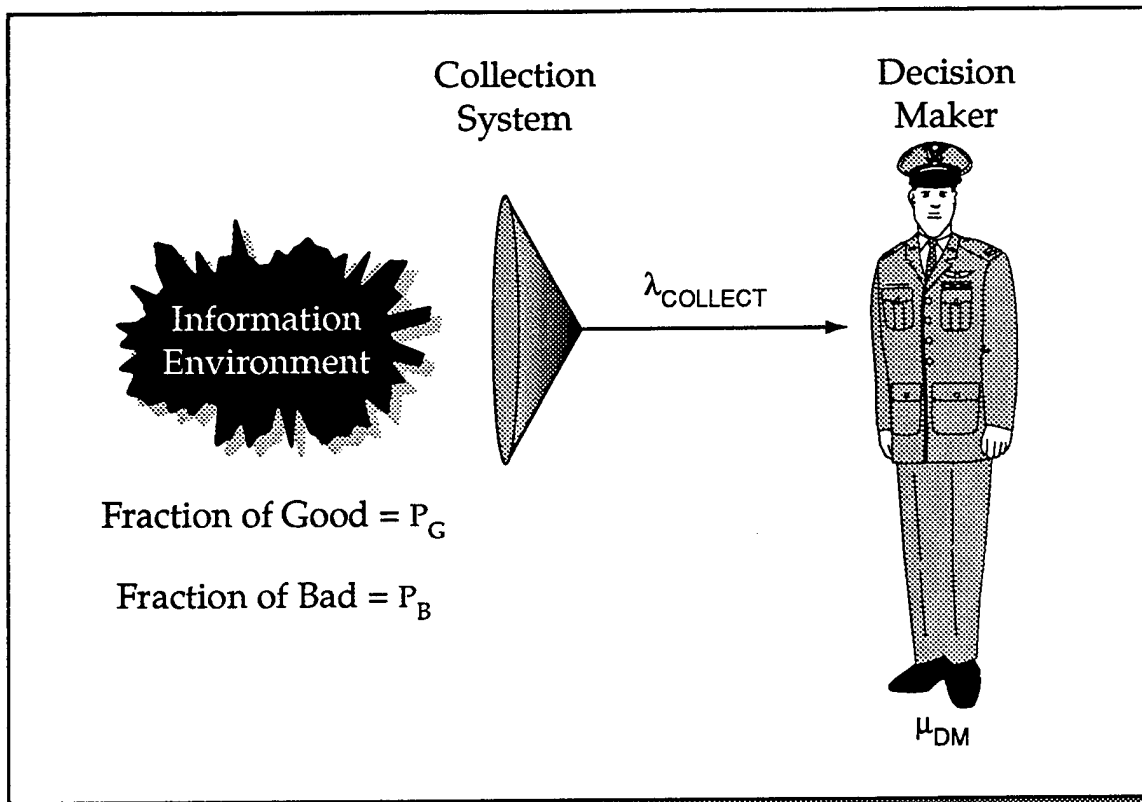 Collection
System
Decision
Maker
Information
Environment
λCOLLECT
Fraction of Good = PG
Fraction of Bad = PB
μDM